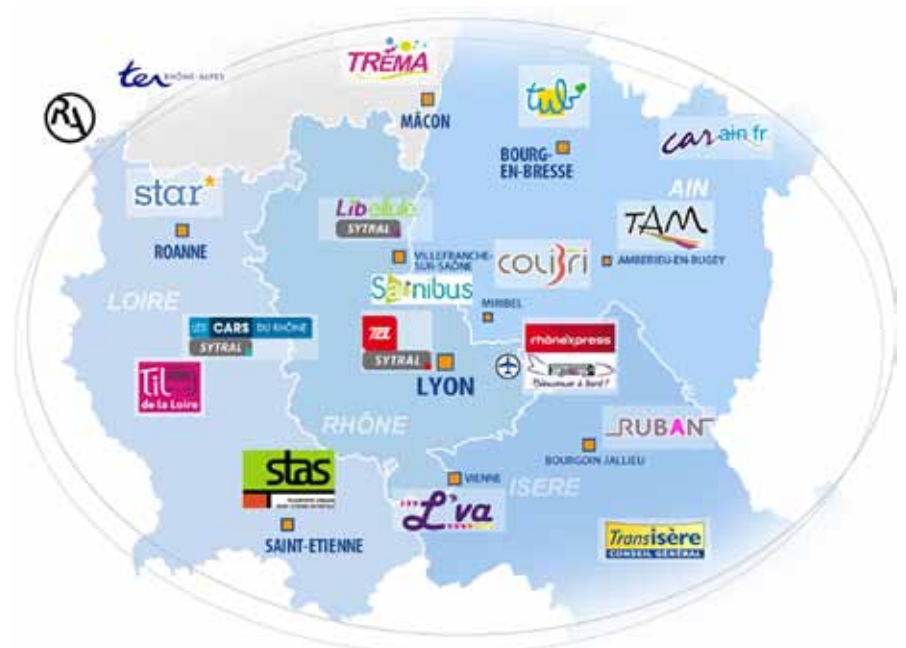 TRÉMA
ter RHÔNE-ALPES
RA
MÂCON
tub
BOURG-
EN-BRESSE
car.ain.fr
AIN
star*
ROANNE
Libellule
SYTRAL
VILLEFRANCHE-
SUR-SAÔNE
COLIBRI
TAM
AMBERIEU-EN-BUGEY
LOIRE
Sainibus
MIRIBEL
LES CARS DU RHÔNE
SYTRAL
TCL
SYTRAL
LYON
rhônexpress
Bienvenue à bord !
Til
de la Loire
RHÔNE
RUBAN
BOURGOIN-JALLIEU
stas
VIENNE
ISERE
L'va
SAINT-ETIENNE
Transisère
CONSEIL GÉNÉRAL